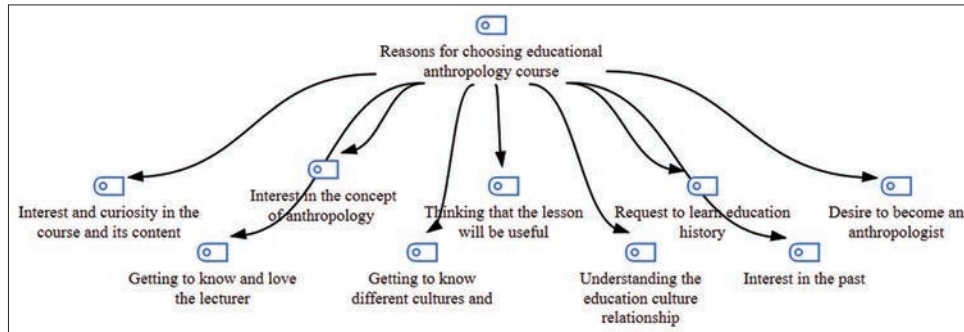 Reasons for choosing educational
anthropology course
Interest in the concept
of anthropology
Interest and curiosity in the
course and its content
Thinking that the lesson
will be useful
Request to learn education
history
Desire to become an
anthropologist
Getting to know and love
the lecturer
Getting to know
different cultures and
Understanding the
education culture
relationship
Interest in the past